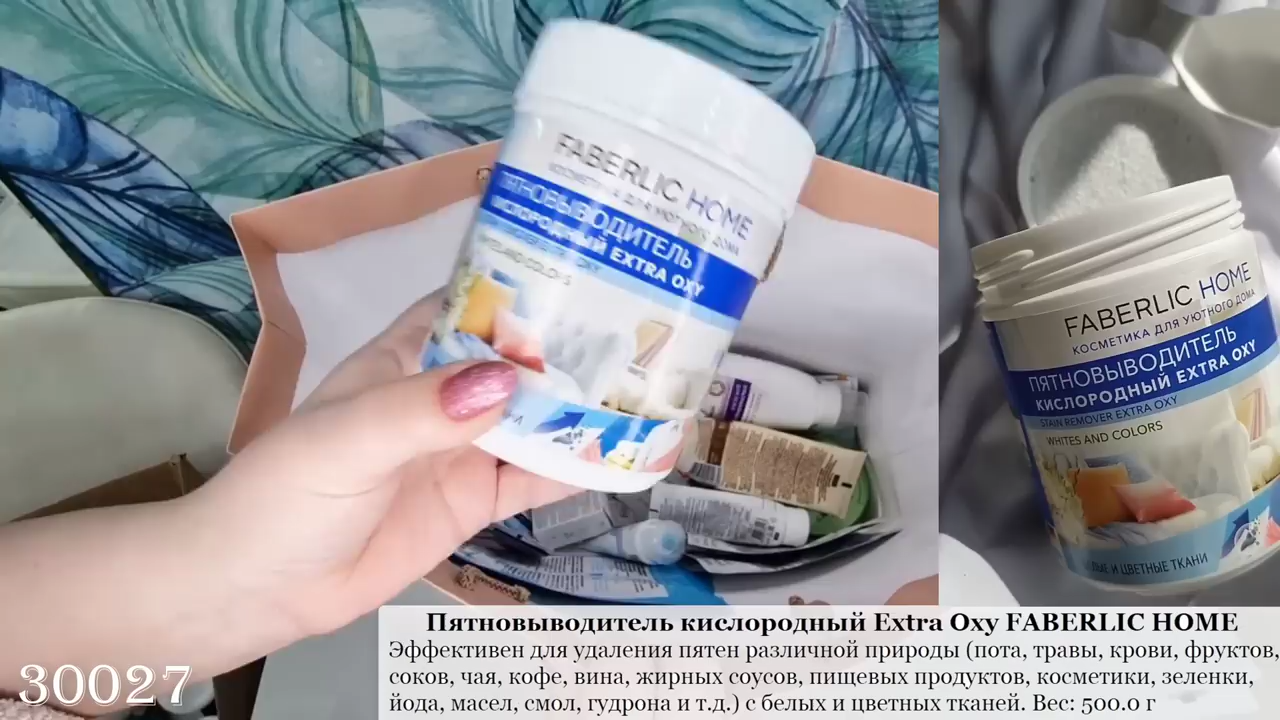 FABERLIC HOME
КОСМЕТИКА ДЛЯ УЮТНОГО ДОМА
ПЯТНОВЫВОДИТЕЛЬ
КИСЛОРОДНЫЙ EXTRA OXY
FABERLIC HOME
КОСМЕТИКА ДЛЯ УЮТНОГО ДОМА
ПЯТНОВЫВОДИТЕЛЬ
КИСЛОРОДНЫЙ EXTRA OXY
STAIN REMOVER EXTRA OXY
WHITES AND COLORS
И ЦВЕТНЫЕ ТКАНИ
30027
Пятновыводитель кислородный Extra Oxy FABERLIC HOME
Эффективен для удаления пятен различной природы (пота, травы, крови, фруктов,
соков, чая, кофе, вина, жирных соусов, пищевых продуктов, косметики, зеленки,
йода, масел, смол, гудрона и т.д.) с белых и цветных тканей. Вес: 500.0 г